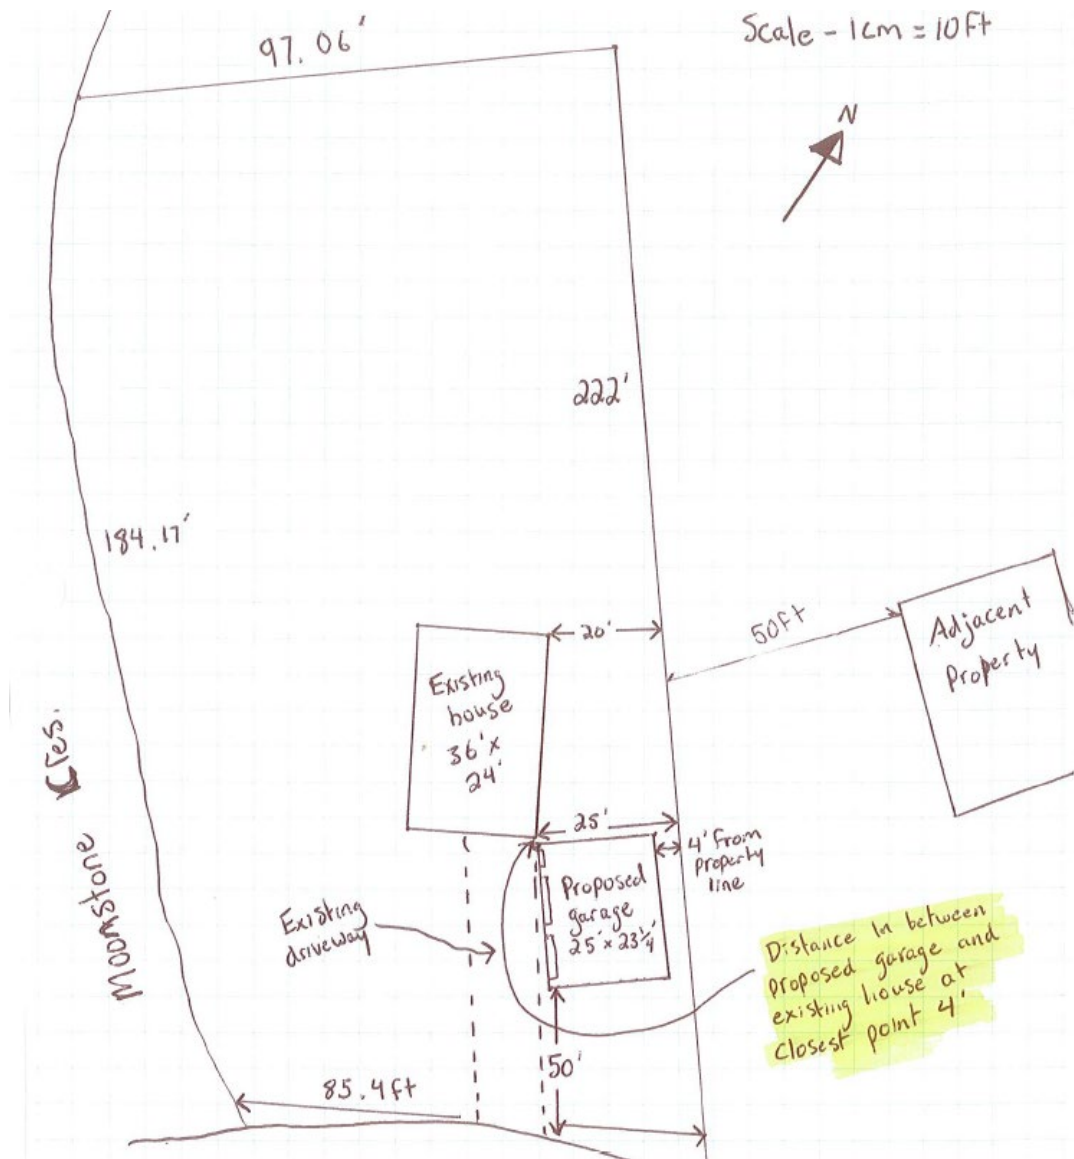 97.06'
Scale - 1cm = 10ft
N
222'
184.17'
20'
50ft
Adjacent
Property
Existing
house
36' x
24'
Cres.
Moonstone
25'
4' from
property
line
Proposed
garage
25' x 23 1/4'
Existing
driveway
Distance in between
proposed garage and
existing house at
closest point 4'
50'
85.4ft